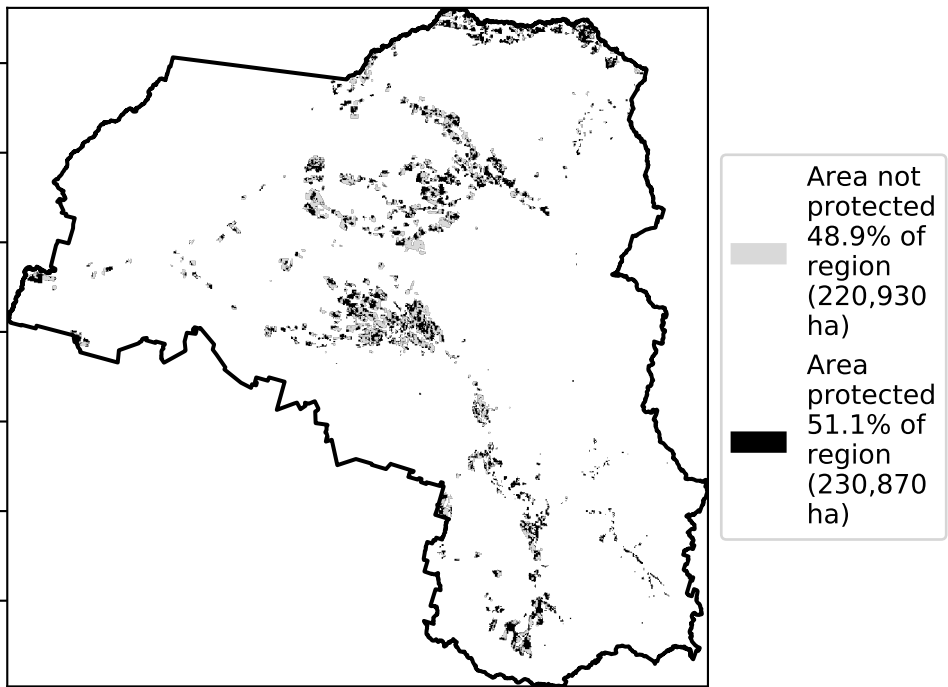 Area not
protected
48.9% of
region
(220,930
ha)
Area
protected
51.1% of
region
(230,870
ha)